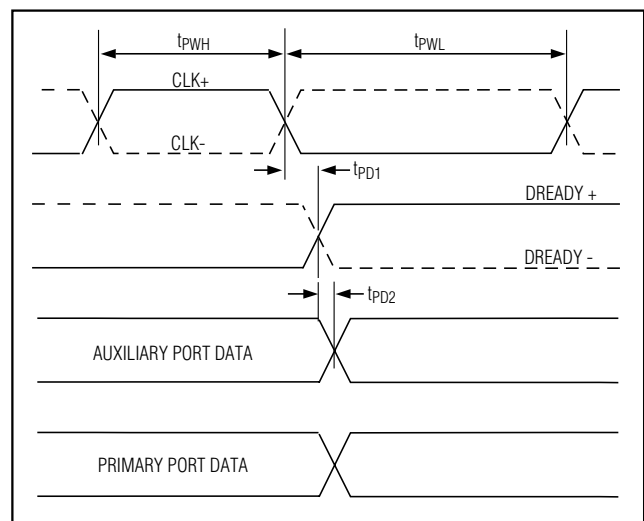 tPWH
tPWL
CLK+
CLK-
tPD1
DREADY +
DREADY -
tPD2
AUXILIARY PORT DATA
PRIMARY PORT DATA